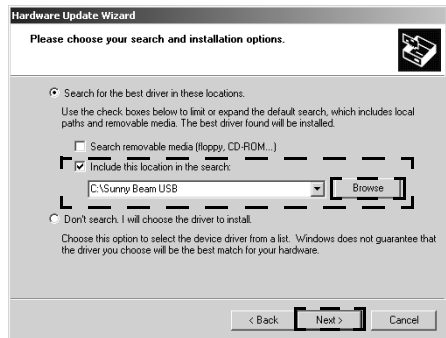 Hardware Update Wizard
Please choose your search and installation options.
Search for the best driver in these locations.
Use the check boxes below to limit or expand the default search, which includes local
paths and removable media. The best driver found will be installed.
Search removable media (floppy, CD-ROM...)
Include this location in the search:
C:\Sunny Beam USB
Browse
Don't search. I will choose the driver to install.
Choose this option to select the device driver from a list. Windows does not guarantee that
the driver you choose will be the best match for your hardware.
< Back
Next >
Cancel